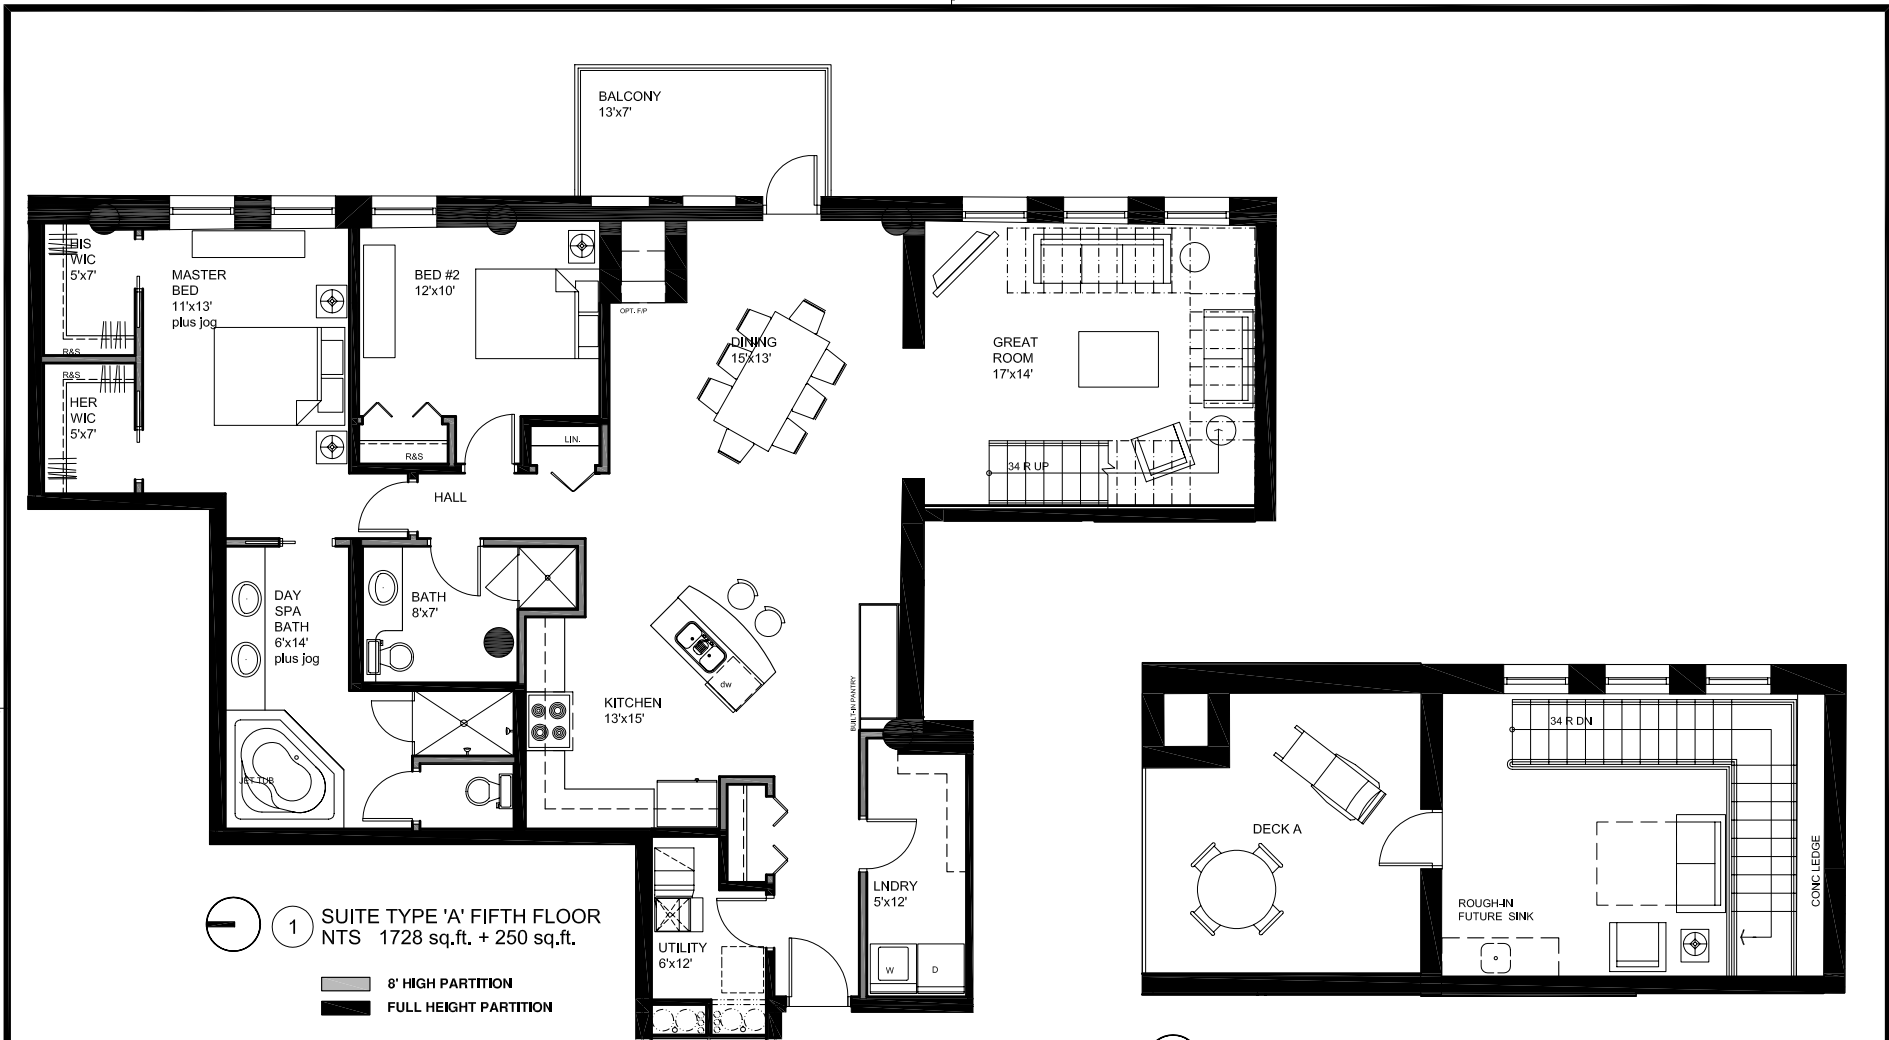 BALCONY
13'x7'
HIS
WIC
5'x7'
MASTER
BED
11'x13'
plus jog
R&S
R&S
HER
WIC
5'x7'
BED #2
12'x10'
R&S
LIN.
OPT. F/P
DINING
15'x13'
GREAT
ROOM
17'x14'
34 R UP
HALL
DAY
SPA
BATH
6'x14'
plus jog
BATH
8'x7'
JET TUB
dw
KITCHEN
13'x15'
BUILT-IN PANTRY
LNDRY
5'x12'
W
D
UTILITY
6'x12'
34 R DN
DECK A
CONC LEDGE
ROUGH-IN
FUTURE SINK
1
SUITE TYPE 'A' FIFTH FLOOR
NTS 1728 sq.ft. + 250 sq.ft.
8' HIGH PARTITION
FULL HEIGHT PARTITION